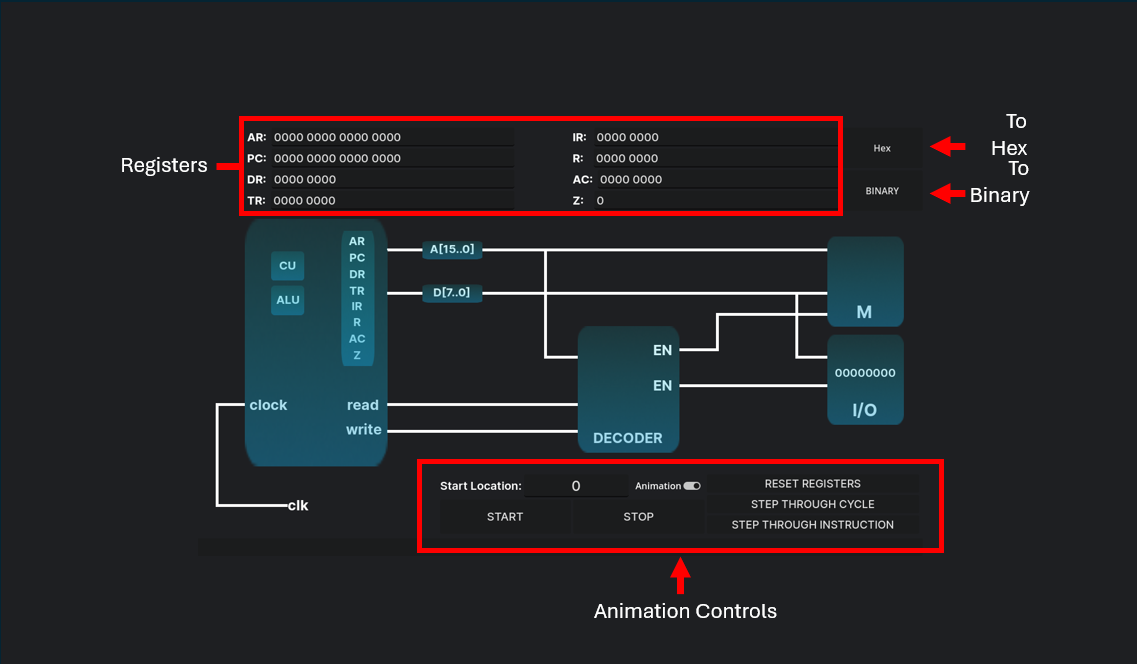 To
Hex
To
Binary
Registers
AR: 0000 0000 0000 0000
PC: 0000 0000 0000 0000
DR: 0000 0000
TR: 0000 0000
IR: 0000 0000
R: 0000 0000
AC: 0000 0000
Z: 0
Hex
BINARY
CU
ALU
AR
PC
DR
TR
IR
R
AC
Z
A[15..0]
D[7..0]
M
EN
EN
DECODER
00000000
I/O
clock
read
write
clk
Start Location: 0
Animation
START
STOP
RESET REGISTERS
STEP THROUGH CYCLE
STEP THROUGH INSTRUCTION
Animation Controls